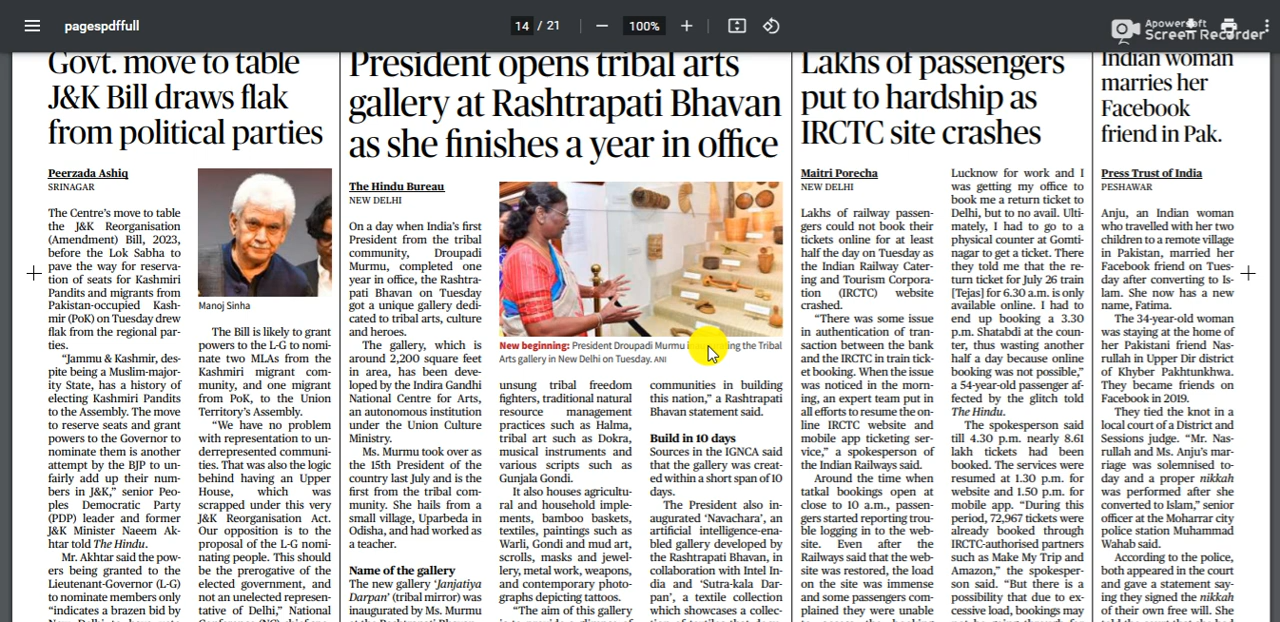 pagespdffull
14 / 21
100%
Apowersoft
Screen Recorder
Govt. move to table
J&K Bill draws flak
from political parties
Peerzada Ashiq
SRINAGAR
The Centre's move to table
the J&K Reorganisation
(Amendment) Bill, 2023,
before the Lok Sabha to
pave the way for reserva-
tion of seats for Kashmiri
Pandits and migrants from
Pakistan-occupied Kash-
mir (PoK) on Tuesday drew
flak from the regional par-
ties.
"Jammu & Kashmir, des-
pite being a Muslim-major-
ity State, has a history of
electing Kashmiri Pandits
to the Assembly. The move
to reserve seats and grant
powers to the Governor to
nominate them is another
attempt by the BJP to un-
fairly add up their num-
bers in J&K," senior Peo-
ples Democratic Party
(PDP) leader and former
J&K Minister Naeem Ak-
htar told The Hindu.
Mr. Akhtar said the pow-
ers being granted to the
Lieutenant-Governor (L-G)
to nominate members only
"indicates a brazen bid by
Manoj Sinha
The Bill is likely to grant
powers to the L-G to nomi-
nate two MLAs from the
Kashmiri migrant com-
munity, and one migrant
from PoK, to the Union
Territory's Assembly.
"We have no problem
with representation to un-
derrepresented communi-
ties. That was also the logic
behind having an Upper
House, which was
scrapped under this very
J&K Reorganisation Act.
Our opposition is to the
proposal of the L-G nomi-
nating people. This should
be the prerogative of the
elected government, and
not an unelected represen-
tative of Delhi," National
President opens tribal arts
gallery at Rashtrapati Bhavan
as she finishes a year in office
The Hindu Bureau
NEW DELHI
On a day when India's first
President from the tribal
community, Droupadi
Murmu, completed one
year in office, the Rashtra-
pati Bhavan on Tuesday
got a unique gallery dedi-
cated to tribal arts, culture
and heroes.
The gallery, which is
around 2,200 square feet
in area, has been deve-
loped by the Indira Gandhi
National Centre for Arts,
an autonomous institution
under the Union Culture
Ministry.
Ms. Murmu took over as
the 15th President of the
country last July and is the
first from the tribal com-
munity. She hails from a
small village, Uparbeda in
Odisha, and had worked as
a teacher.
Name of the gallery
The new gallery 'Janjatiya
Darpan' (tribal mirror) was
inaugurated by Ms. Murmu
New beginning: President Droupadi Murmu the Tribal
Arts gallery in New Delhi on Tuesday. ANI
unsung tribal freedom
fighters, traditional natural
resource management
practices such as Halma,
tribal art such as Dokra,
musical instruments and
various scripts such as
Gunjala Gondi.
It also houses agricultu-
ral and household imple-
ments, bamboo baskets,
textiles, paintings such as
Warli, Gondi and mud art,
scrolls, masks and jewel-
lery, metal work, weapons,
and contemporary photo-
graphs depicting tattoos.
"The aim of this gallery
communities in building
this nation," a Rashtrapati
Bhavan statement said.
Build in 10 days
Sources in the IGNCA said
that the gallery was creat-
ed within a short span of 10
days.
The President also in-
augurated 'Navachara', an
artificial intelligence-ena-
bled gallery developed by
the Rashtrapati Bhavan, in
collaboration with Intel In-
dia and 'Sutra-kala Dar-
pan', a textile collection
which showcases a collec-
Lakhs of passengers
put to hardship as
IRCTC site crashes
Maitri Porecha
NEW DELHI
Lakhs of railway passen-
gers could not book their
tickets online for at least
half the day on Tuesday as
the Indian Railway Cater-
ing and Tourism Corpora-
tion (IRCTC) website
crashed.
"There was some issue
in authentication of tran-
saction between the bank
and the IRCTC in train tick-
et booking. When the issue
was noticed in the morn-
ing, an expert team put in
all efforts to resume the on-
line IRCTC website and
mobile app ticketing ser-
vice," a spokesperson of
the Indian Railways said.
Around the time when
tatkal bookings open at
close to 10 a.m., passen-
gers started reporting trou-
ble logging in to the web-
site. Even after the
Railways said that the web-
site was restored, the load
on the site was immense
and some passengers com-
plained they were unable
Lucknow for work and I
was getting my office to
book me a return ticket to
Delhi, but to no avail. Ulti-
mately, I had to go to a
physical counter at Gomti-
nagar to get a ticket. There
they told me that the re-
turn ticket for July 26 train
[Tejas] for 6.30 a.m. is only
available online. I had to
end up booking a 3.30
p.m. Shatabdi at the coun-
ter, thus wasting another
half a day because online
booking was not possible,"
a 54-year-old passenger af-
fected by the glitch told
The Hindu.
The spokesperson said
till 4.30 p.m. nearly 8.61
lakh tickets had been
booked. The services were
resumed at 1.30 p.m. for
website and 1.50 p.m. for
mobile app. "During this
period, 72,967 tickets were
already booked through
IRCTC-authorised partners
such as Make My Trip and
Amazon," the spokesper-
son said. "But there is a
possibility that due to ex-
cessive load, bookings may
Indian woman
marries her
Facebook
friend in Pak.
Press Trust of India
PESHAWAR
Anju, an Indian woman
who travelled with her two
children to a remote village
in Pakistan, married her
Facebook friend on Tues-
day after converting to Is-
lam. She now has a new
name, Fatima.
The 34-year-old woman
was staying at the home of
her Pakistani friend Nas-
rullah in Upper Dir district
of Khyber Pakhtunkhwa.
They became friends on
Facebook in 2019.
They tied the knot in a
local court of a District and
Sessions judge. "Mr. Nas-
rullah and Ms. Anju's mar-
riage was solemnised to-
day and a proper nikkah
was performed after she
converted to Islam," senior
officer at the Moharrar city
police station Muhammad
Wahab said.
According to the police,
both appeared in the court
and gave a statement say-
ing they signed the nikkah
of their own free will. She